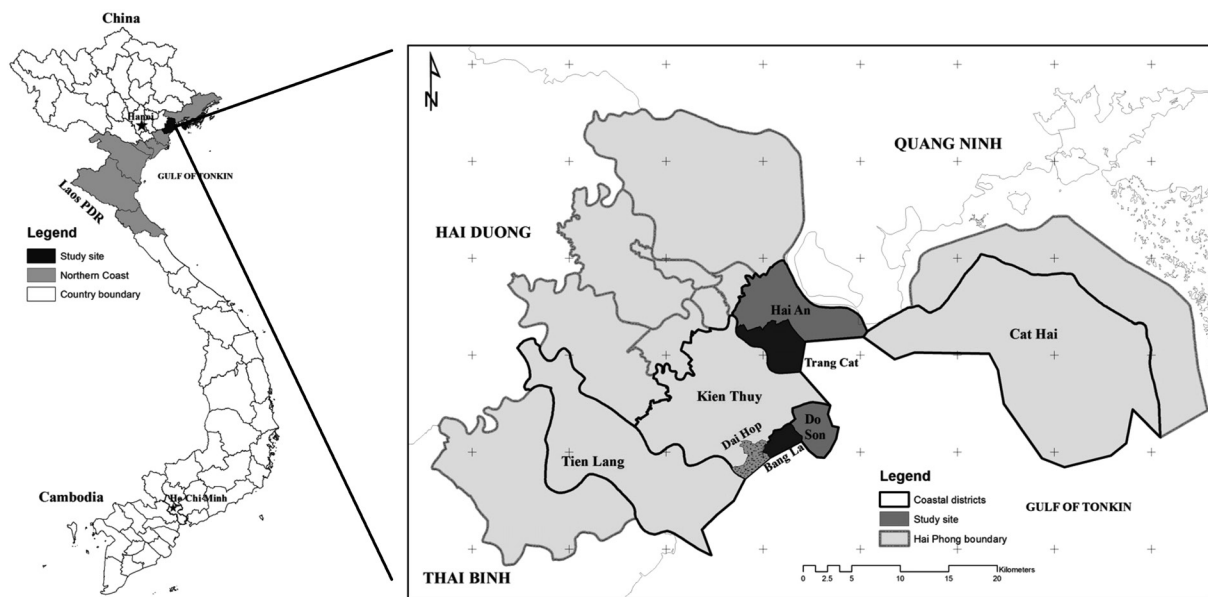 China
Hanoi
GULF OF TONKIN
Laos PDR
Legend
Study site
Northern Coast
Country boundary
Cambodia
Ho Chi Minh
N
QUANG NINH
HAI DUONG
Hai An
Cat Hai
Trang Cat
Kien Thuy
Do
Son
Dai Hop
Bang La
Tien Lang
Legend
Coastal districts
Study site
Hai Phong boundary
GULF OF TONKIN
THAI BINH
Kilometers
0 2.5 5 10 15 20